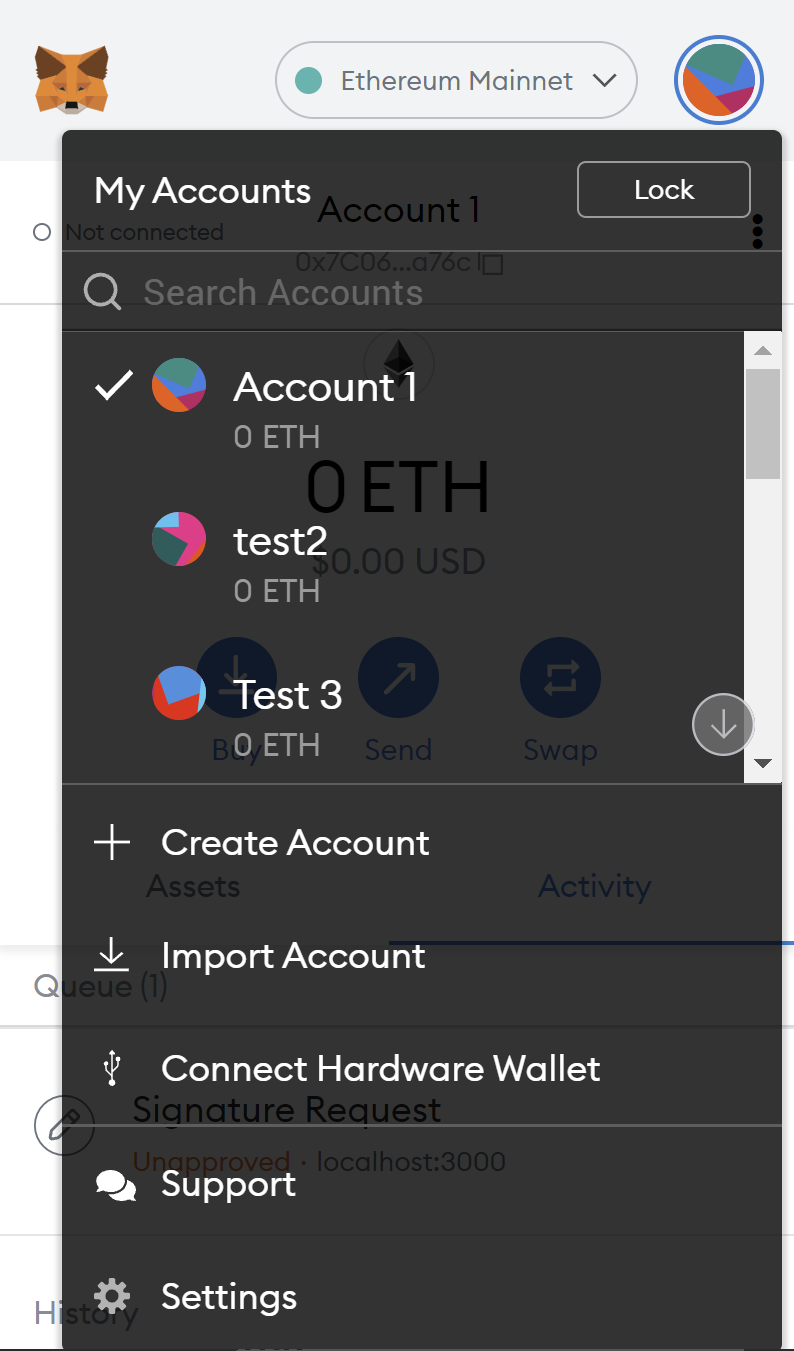 Ethereum Mainnet
My Accounts
Lock
Account 1
Not connected
0x7C06...a76c
Search Accounts
Account 1
0 ETH
0 ETH
test2
$0.00 USD
0 ETH
Test 3
0 ETH
Buy
Send
Swap
Create Account
Assets
Activity
Import Account
Queue (1)
Connect Hardware Wallet
Signature Request
Unapproved · localhost:3000
Support
Settings
History